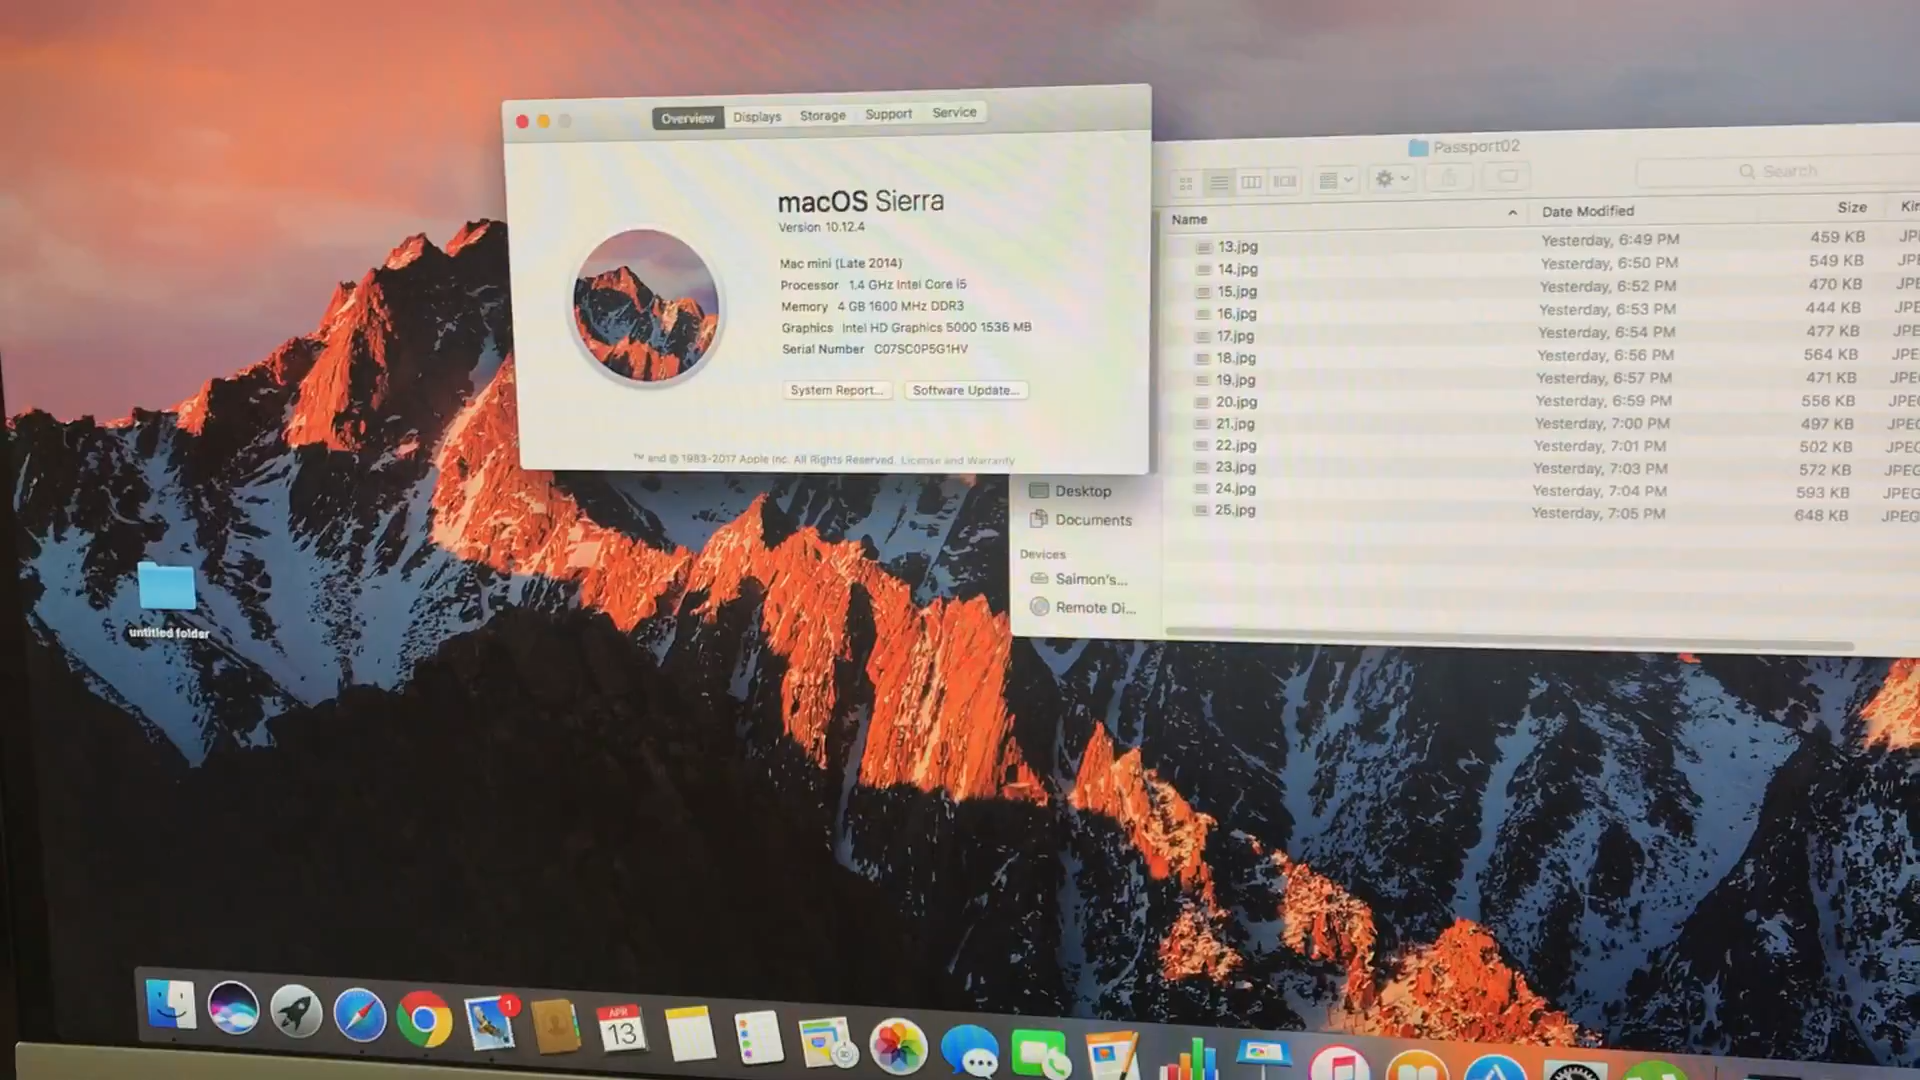 Overview Displays Storage Support Service
macOS Sierra
Version 10.12.4
Mac mini (Late 2014)
Processor 1.4 GHz Intel Core i5
Memory 4 GB 1600 MHz DDR3
Graphics Intel HD Graphics 5000 1536 MB
Serial Number C07SC0P5G1HV
System Report... Software Update...
™ and © 1983-2017 Apple Inc. All Rights Reserved. License and Warranty
Passport02
Search
Name Date Modified Size
13.jpg Yesterday, 6:49 PM 459 KB
14.jpg Yesterday, 6:50 PM 549 KB
15.jpg Yesterday, 6:52 PM 470 KB
16.jpg Yesterday, 6:53 PM 444 KB
17.jpg Yesterday, 6:54 PM 477 KB
18.jpg Yesterday, 6:56 PM 564 KB
19.jpg Yesterday, 6:57 PM 471 KB
20.jpg Yesterday, 6:59 PM 556 KB
21.jpg Yesterday, 7:00 PM 497 KB
22.jpg Yesterday, 7:01 PM 502 KB
23.jpg Yesterday, 7:03 PM 572 KB
24.jpg Yesterday, 7:04 PM 593 KB
25.jpg Yesterday, 7:05 PM 648 KB
Desktop
Documents
Devices
Saimon's...
Remote Di...
untitled folder
1
APR
13